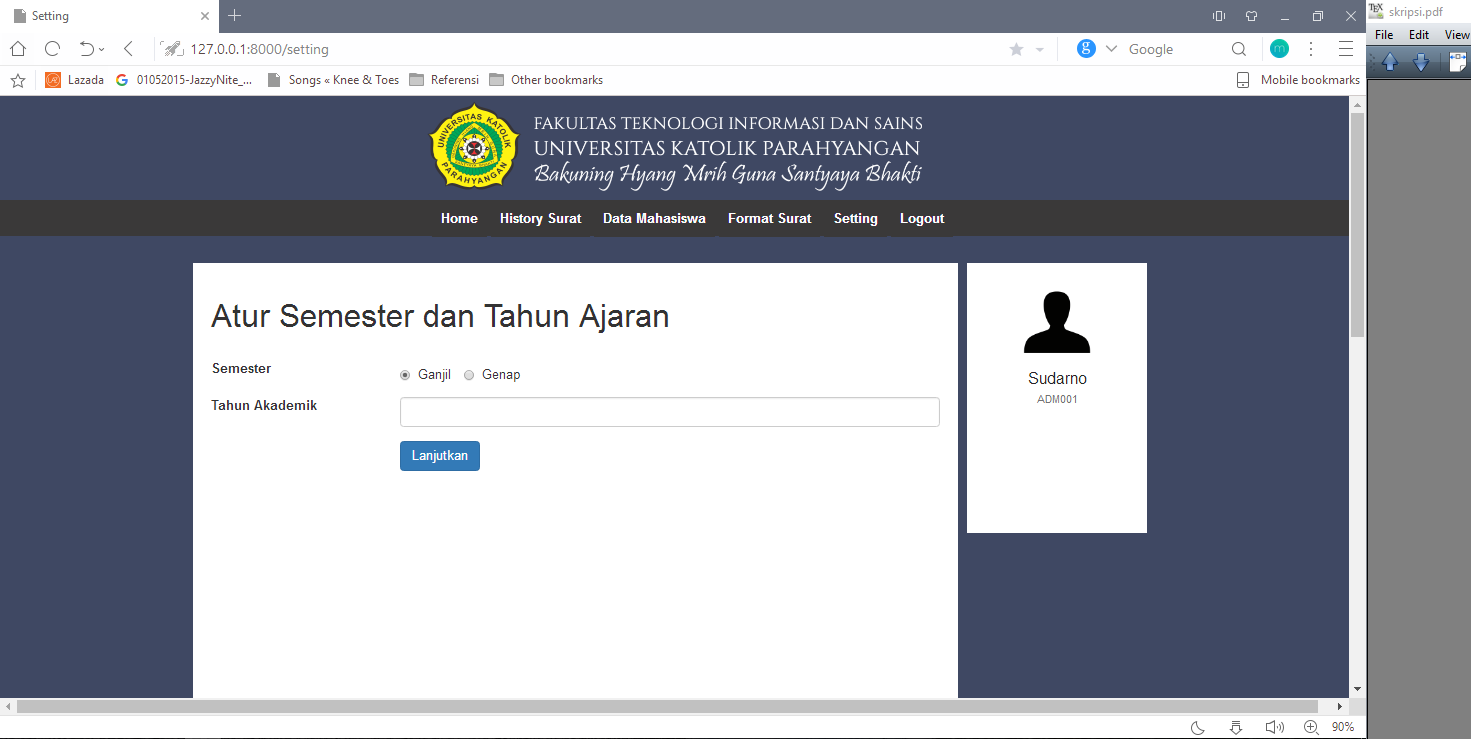 Setting
TEX skripsi.pdf
File Edit View
127.0.0.1:8000/setting
g Google m
Lazada 01052015-JazzyNite_... Songs « Knee & Toes Referensi Other bookmarks Mobile bookmarks
UNIVERSITAS KATOLIK PARAHYANGAN
FAKULTAS TEKNOLOGI INFORMASI DAN SAINS
UNIVERSITAS KATOLIK PARAHYANGAN
Bakuning Hyang Mrih Guna Santyaya Bhakti
Home History Surat Data Mahasiswa Format Surat Setting Logout
Atur Semester dan Tahun Ajaran
Semester Ganjil Genap
Tahun Akademik
Lanjutkan
Sudarno
ADM001
90%